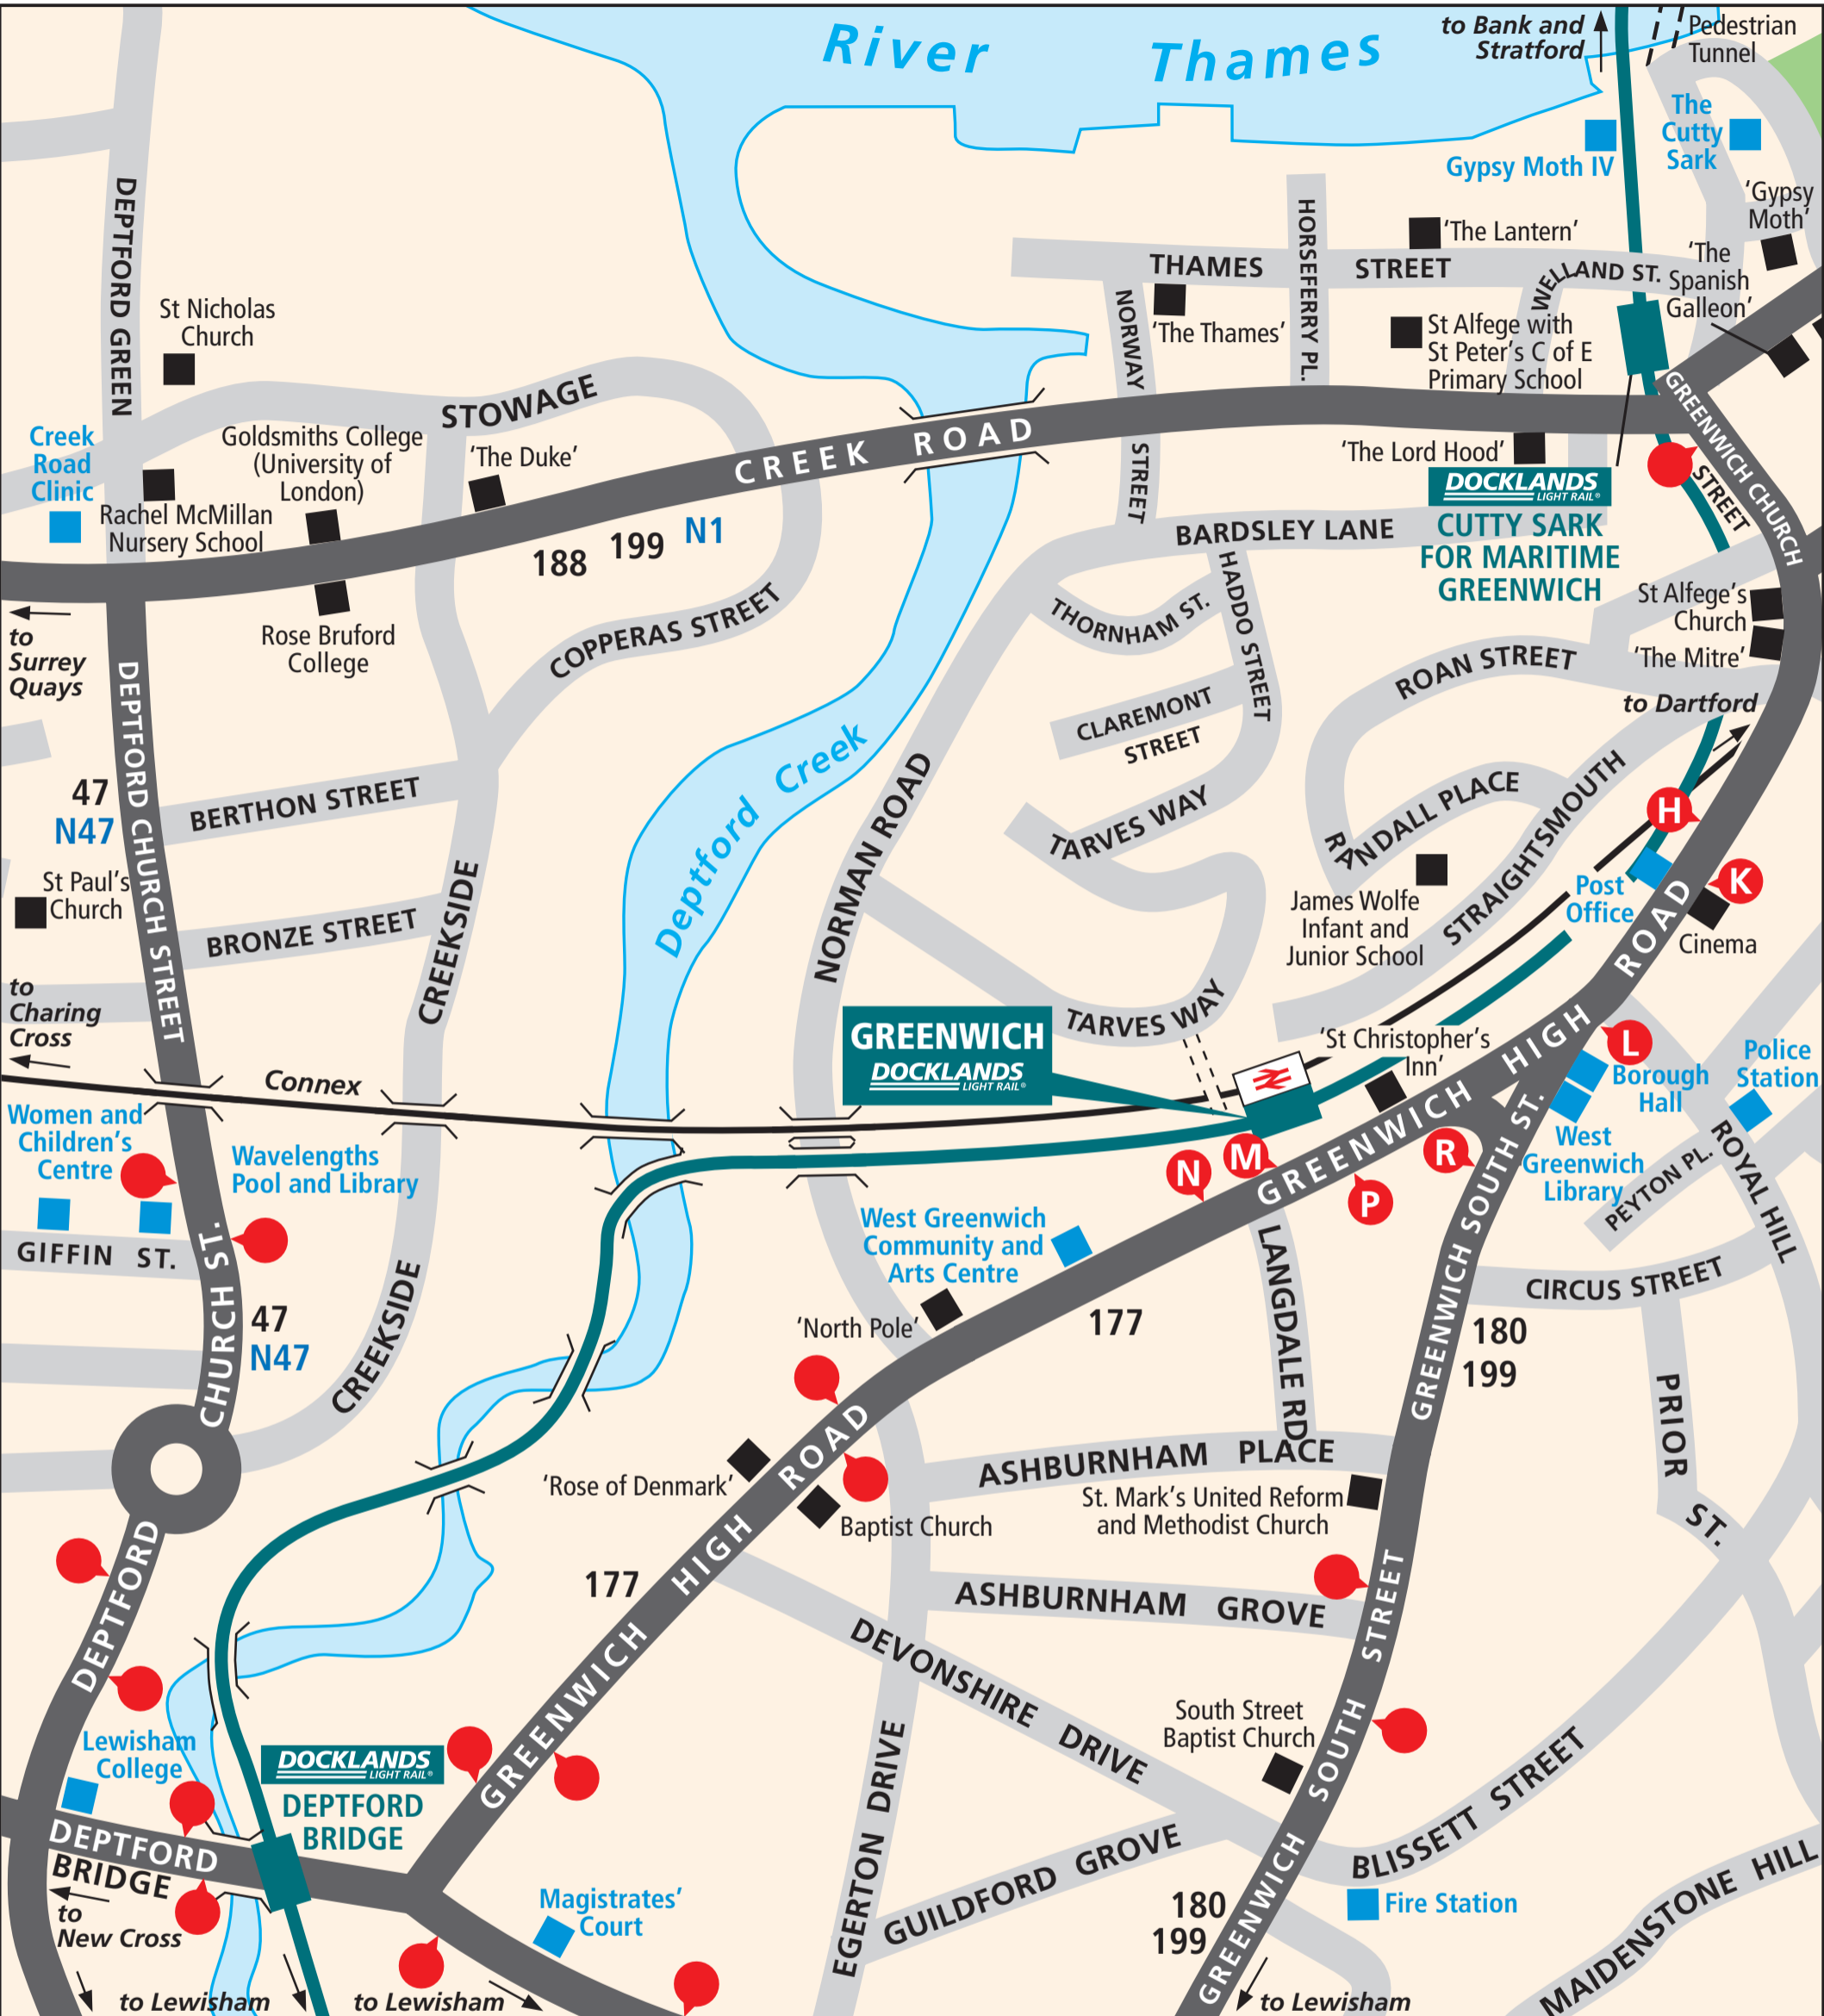 River Thames
to Bank and
Stratford
Pedestrian
Tunnel
The
Cutty
Sark
Gypsy Moth IV
'Gypsy
Moth'
DEPTFORD GREEN
HORSEFERRY PL.
'The Lantern'
THAMES STREET
WELLAND ST.
'The
Spanish
Galleon'
St Nicholas
Church
NORWAY
STREET
'The Thames'
St Alfege with
St Peter's C of E
Primary School
STOWAGE
Creek
Road
Clinic
Goldsmiths College
(University of
London)
'The Duke'
CREEK ROAD
'The Lord Hood'
GREENWICH CHURCH
STREET
DOCKLANDS
LIGHT RAIL®
CUTTY SARK
FOR MARITIME
GREENWICH
Rachel McMillan
Nursery School
188
199
N1
BARDSLEY LANE
HADDO STREET
THORNHAM ST.
to
Surrey
Quays
Rose Bruford
College
COPPERAS STREET
St Alfege's
Church
'The Mitre'
ROAN STREET
to Dartford
CLAREMONT
STREET
DEPTFORD CHURCH STREET
47
N47
BERTHON STREET
Deptford Creek
NORMAN ROAD
TARVES WAY
RANDALL PLACE
STRAIGHTSMOUTH
H
K
Post
Office
Cinema
St Paul's
Church
BRONZE STREET
CREEKSIDE
James Wolfe
Infant and
Junior School
to
Charing
Cross
Connex
TARVES WAY
GREENWICH
DOCKLANDS
LIGHT RAIL®
'St Christopher's
Inn'
GREENWICH HIGH ROAD
L
Borough
Hall
Police
Station
Women and
Children's
Centre
Wavelengths
Pool and Library
N
M
R
P
West
Greenwich
Library
PEYTON PL.
ROYAL HILL
GIFFIN ST.
West Greenwich
Community and
Arts Centre
LANGDALE RD
GREENWICH SOUTH ST.
CIRCUS STREET
CHURCH ST.
47
N47
CREEKSIDE
'North Pole'
177
180
199
PRIOR
ST.
'Rose of Denmark'
Baptist Church
ASHBURNHAM PLACE
St. Mark's United Reform
and Methodist Church
DEPTFORD
177
GREENWICH HIGH ROAD
ASHBURNHAM GROVE
DEVONSHIRE DRIVE
GREENWICH SOUTH STREET
South Street
Baptist Church
Lewisham
College
DOCKLANDS
LIGHT RAIL®
DEPTFORD
BRIDGE
DEPTFORD
BRIDGE
EGERTON DRIVE
GUILDFORD GROVE
BLISSETT STREET
Fire Station
MAIDENSTONE HILL
to
New Cross
Magistrates'
Court
180
199
to Lewisham
to Lewisham
to Lewisham